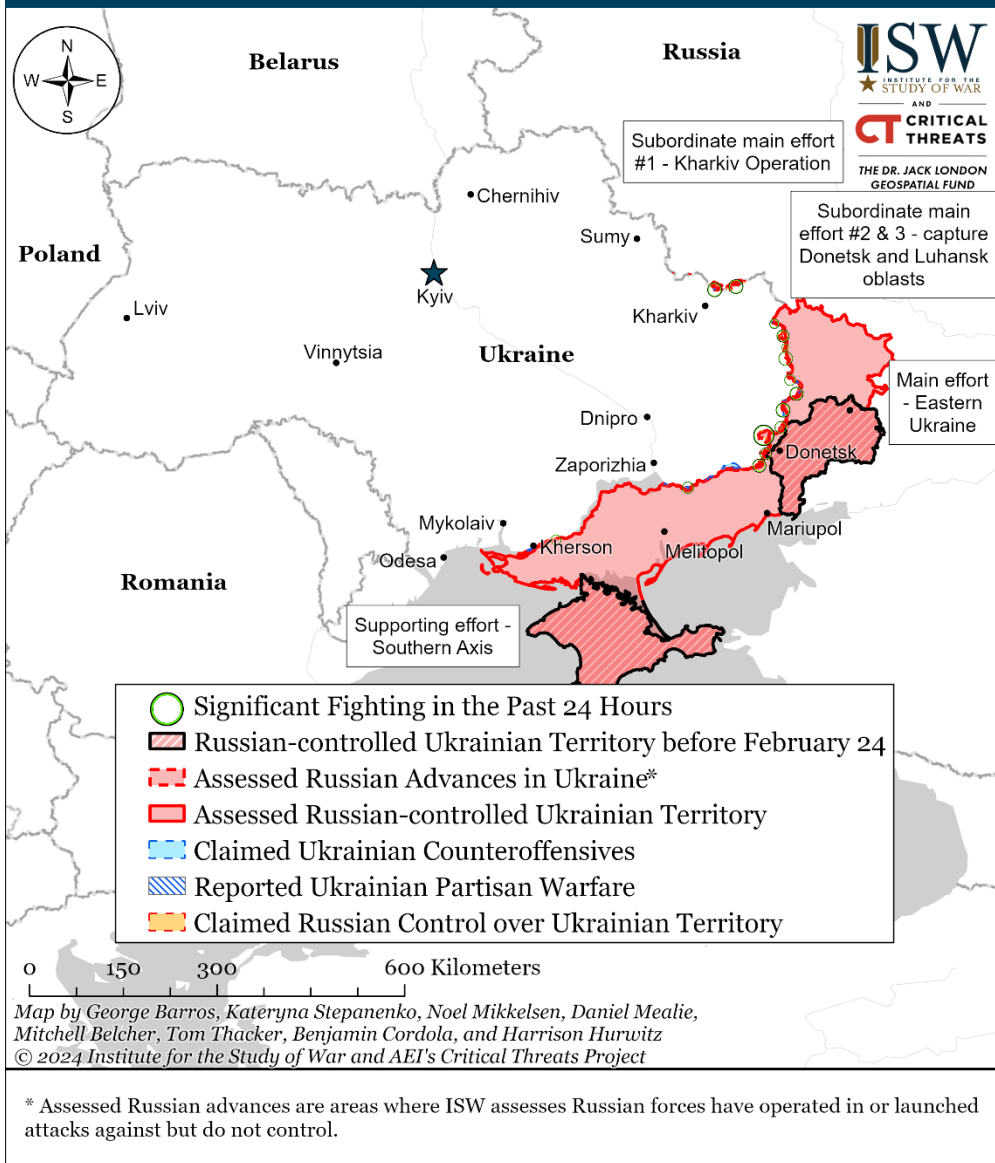 N
W
E
S
Belarus
Russia
ISW
INSTITUTE FOR THE
STUDY OF WAR
AND
CT CRITICAL
THREATS
THE DR. JACK LONDON
GEOSPATIAL FUND
Subordinate main effort
#1 - Kharkiv Operation
Subordinate main
effort #2 & 3 - capture
Donetsk and Luhansk
oblasts
Chernihiv
Sumy
Poland
Kyiv
Lviv
Kharkiv
Vinnytsia
Ukraine
Main effort
- Eastern
Ukraine
Dnipro
Donetsk
Zaporizhia
Mykolaiv
Mariupol
Kherson
Melitopol
Odesa
Romania
Supporting effort -
Southern Axis
Significant Fighting in the Past 24 Hours
Russian-controlled Ukrainian Territory before February 24
Assessed Russian Advances in Ukraine*
Assessed Russian-controlled Ukrainian Territory
Claimed Ukrainian Counteroffensives
Reported Ukrainian Partisan Warfare
Claimed Russian Control over Ukrainian Territory
0 150 300 600 Kilometers
Map by George Barros, Kateryna Stepanenko, Noel Mikkelsen, Daniel Mealie,
Mitchell Belcher, Tom Thacker, Benjamin Cordola, and Harrison Hurwitz
© 2024 Institute for the Study of War and AEI's Critical Threats Project
* Assessed Russian advances are areas where ISW assesses Russian forces have operated in or launched
attacks against but do not control.